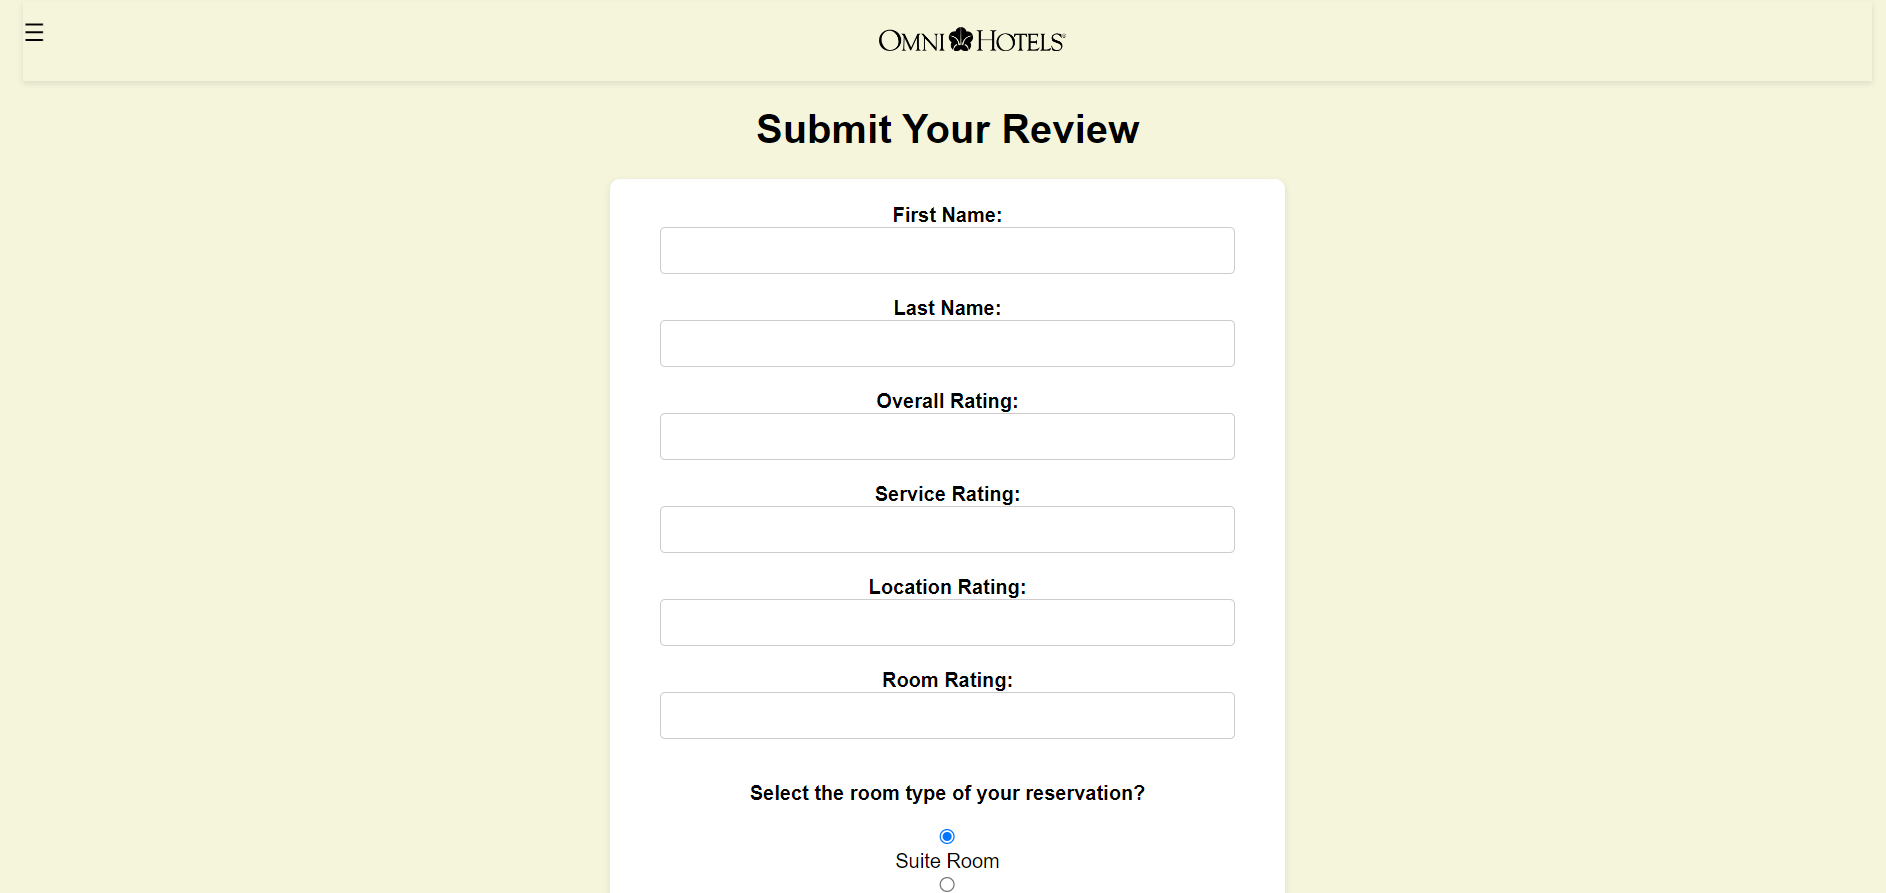 ☰
OMNI HOTELS®
Submit Your Review
First Name:
Last Name:
Overall Rating:
Service Rating:
Location Rating:
Room Rating:
Select the room type of your reservation?
Suite Room